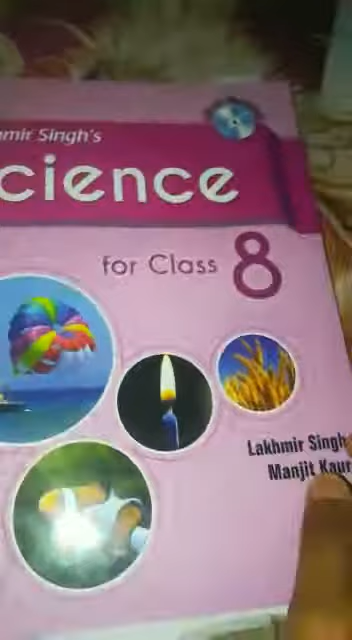 mir Singh's
cience
for Class 8
Lakhmir Singh
Manjit Kaur